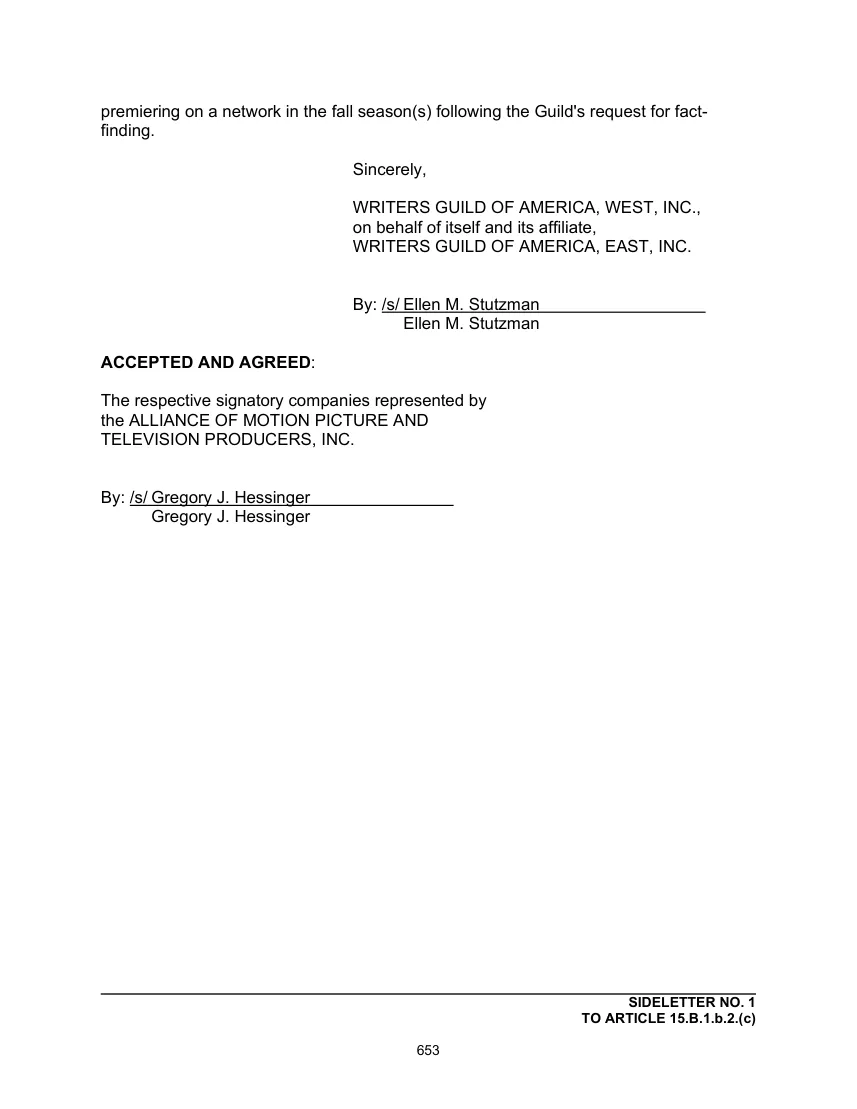 premiering on a network in the fall season(s) following the Guild's request for fact-
finding.
Sincerely,
WRITERS GUILD OF AMERICA, WEST, INC.,
on behalf of itself and its affiliate,
WRITERS GUILD OF AMERICA, EAST, INC.
By: /s/ Ellen M. Stutzman
Ellen M. Stutzman
ACCEPTED AND AGREED:
The respective signatory companies represented by
the ALLIANCE OF MOTION PICTURE AND
TELEVISION PRODUCERS, INC.
By: /s/ Gregory J. Hessinger
Gregory J. Hessinger
SIDELETTER NO. 1
TO ARTICLE 15.B.1.b.2.(c)
653